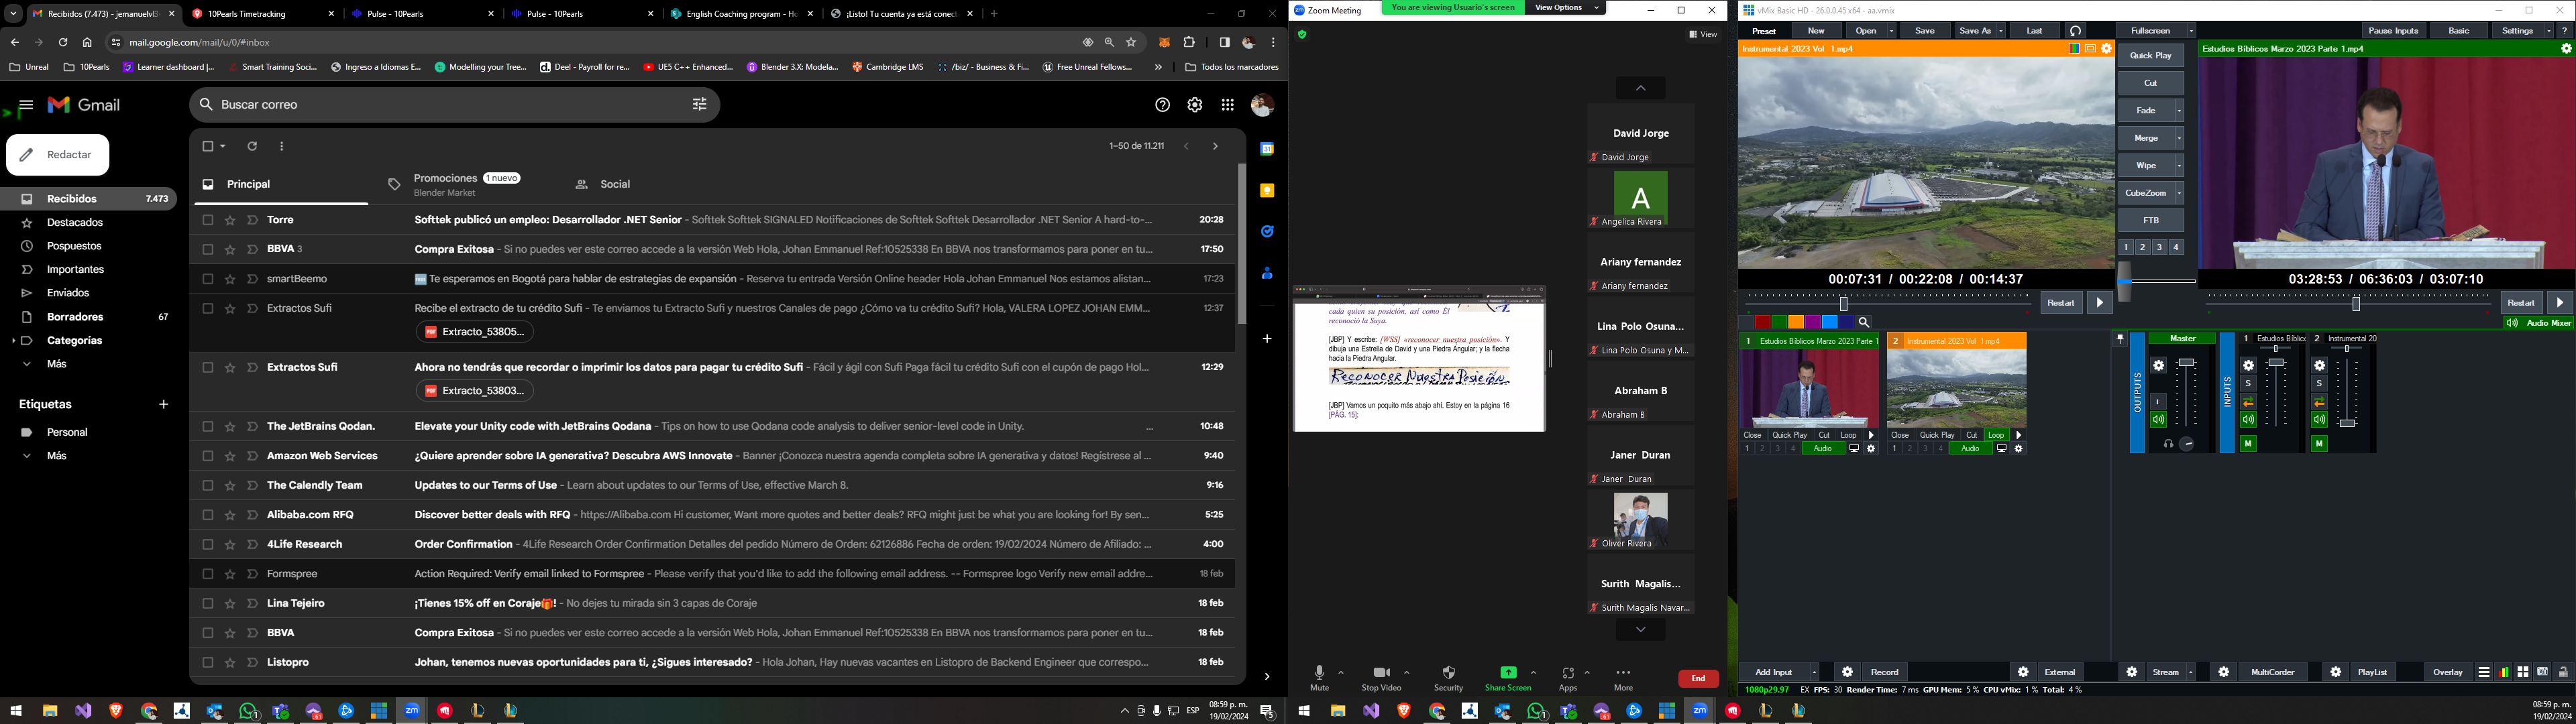 Recibidos (7.473) - jemanuelvl
10Pearls Timetracking
Pulse - 10Pearls
Pulse - 10Pearls
English Coaching program - Ho
¡Listo! Tu cuenta ya está conect
mail.google.com/mail/u/0/#inbox
Unreal
10Pearls
Learner dashboard |...
Smart Training Soci...
Ingreso a Idiomas E...
Modelling your Tree...
Deel - Payroll for re...
UE5 C++ Enhanced...
Blender 3.X: Modela...
Cambridge LMS
/biz/ - Business & Fi...
Free Unreal Fellows...
Todos los marcadores
Gmail
Buscar correo
Redactar
Recibidos 7.473
Destacados
Pospuestos
Importantes
Enviados
Borradores 67
Categorías
Más
Etiquetas
Personal
Más
1–50 de 11.211
Principal
Promociones 1 nuevo
Blender Market
Social
Torre Softtek publicó un empleo: Desarrollador .NET Senior - Softtek Softtek SIGNALED Notificaciones de Softtek Softtek Desarrollador .NET Senior A hard-to-... 20:28
BBVA 3 Compra Exitosa - Si no puedes ver este correo accede a la versión Web Hola, Johan Emmanuel Ref:10525338 En BBVA nos transformamos para poner en tu... 17:50
smartBeemo Te esperamos en Bogotá para hablar de estrategias de expansión - Reserva tu entrada Versión Online header Hola Johan Emmanuel Nos estamos alistan... 17:23
Extractos Sufi Recibe el extracto de tu crédito Sufi - Te enviamos tu Extracto Sufi y nuestros Canales de pago ¿Cómo va tu crédito Sufi? Hola, VALERA LOPEZ JOHAN EMM... 12:37
PDF Extracto_53805...
Extractos Sufi Ahora no tendrás que recordar o imprimir los datos para pagar tu crédito Sufi - Fácil y ágil con Sufi Paga fácil tu crédito Sufi con el cupón de pago Hol... 12:29
PDF Extracto_53803...
The JetBrains Qodan. Elevate your Unity code with JetBrains Qodana - Tips on how to use Qodana code analysis to deliver senior-level code in Unity. ... 10:48
Amazon Web Services ¿Quiere aprender sobre IA generativa? Descubra AWS Innovate - Banner ¡Conozca nuestra agenda completa sobre IA generativa y datos! Regístrese al ... 9:40
The Calendly Team Updates to our Terms of Use - Learn about updates to our Terms of Use, effective March 8. 9:16
Alibaba.com RFQ Discover better deals with RFQ - https://Alibaba.com Hi customer, Want more quotes and better deals? RFQ might just be what you are looking for! By sen... 5:25
4Life Research Order Confirmation - 4Life Research Order Confirmation Detalles del pedido Número de Orden: 62126886 Fecha de orden: 19/02/2024 Número de Afiliado: ... 4:00
Formspree Action Required: Verify email linked to Formspree - Please verify that you'd like to add the following email address. -- Formspree logo Verify new email addre... 18 feb
Lina Tejeiro ¡Tienes 15% off en Coraje! - No dejes tu mirada sin 3 capas de Coraje 18 feb
BBVA Compra Exitosa - Si no puedes ver este correo accede a la versión Web Hola, Johan Emmanuel Ref:10525338 En BBVA nos transformamos para poner en tu... 18 feb
Listopro Johan, tenemos nuevas oportunidades para ti, ¿Sigues interesado? - Hola Johan, Hay nuevas vacantes en Listopro de Backend Engineer que correspo... 18 feb
ESP
08:59 p. m.
19/02/2024
Zoom Meeting
You are viewing Usuario's screen
View Options
View
David Jorge
David Jorge
A
Angelica Rivera
Ariany fernandez
Ariany fernandez
Lina Polo Osuna...
Lina Polo Osuna y M...
Abraham B
Abraham B
Janer Duran
Janer Duran
Oliver Rivera
Surith Magalis...
Surith Magalis Navar...
cada quien su posición, así como Él
reconoció la Suya.
[JBP] Y escribe: [WSS] «reconocer nuestra posición». Y
dibuja una Estrella de David y una Piedra Angular; y la flecha
hacia la Piedra Angular.
RECONOCER NUESTRA POSICIÓN
[JBP] Vamos un poquito más abajo ahí. Estoy en la página 16
[PÁG. 15]:
Mute
Stop Video
Security
Share Screen
Apps
More
End
vMix Basic HD - 26.0.0.45 x64 - aa.vmix
Preset
New
Open
Save
Save As
Last
Fullscreen
Pause Inputs
Basic
Settings
?
Instrumental 2023 Vol 1.mp4
Estudios Bíblicos Marzo 2023 Parte 1.mp4
Quick Play
Cut
Fade
Merge
Wipe
CubeZoom
FTB
1 2 3 4
00:07:31 / 00:22:08 / 00:14:37
03:28:53 / 06:36:03 / 03:07:10
Restart
Restart
Audio Mixer
1 Estudios Bíblicos Marzo 2023 Parte 1
2 Instrumental 2023 Vol 1.mp4
Close Quick Play Cut Loop
1 2 3 4 Audio
Close Quick Play Cut Loop
1 2 3 4 Audio
OUTPUTS
Master
INPUTS
1 Estudios Bíblicc
2 Instrumental 20
S
S
M
M
Add Input
Record
External
Stream
MultiCorder
PlayList
Overlay
1080p29.97 EX FPS: 30 Render Time: 7 ms GPU Mem: 5 % CPU vMix: 1 % Total: 4 %
08:59 p. m.
19/02/2024